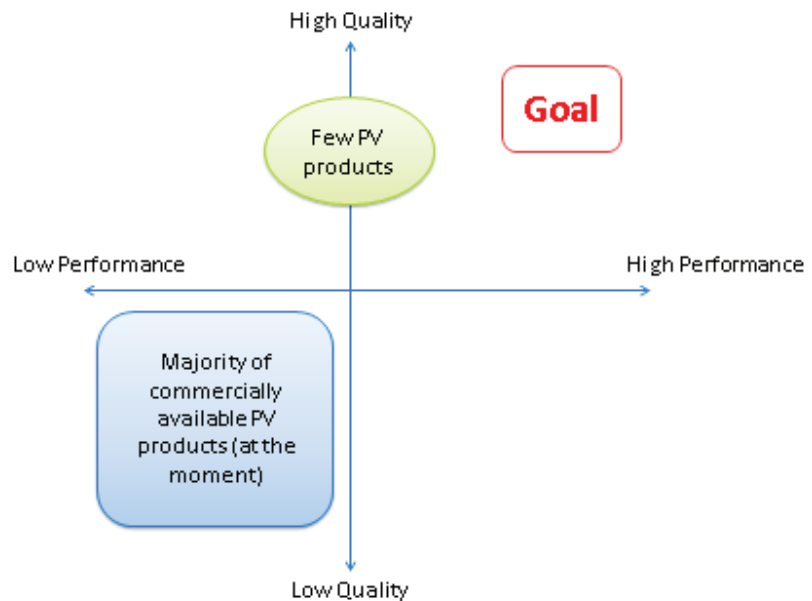 High Quality
Goal
Few PV
products
Low Performance
High Performance
Majority of
commercially
available PV
products (at the
moment)
Low Quality